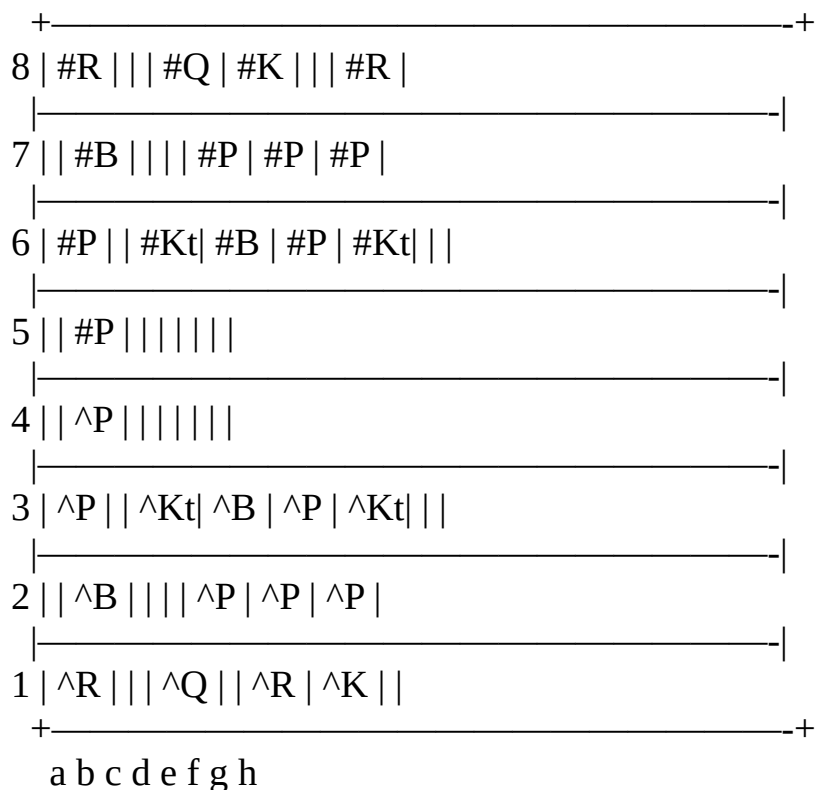 +——————————————————-+
8 | #R | | | #Q | #K | | | #R |
|——————————————————-|
7 | | #B | | | | #P | #P | #P |
|——————————————————-|
6 | #P | | #Kt| #B | #P | #Kt| | |
|——————————————————-|
5 | | #P | | | | | | |
|——————————————————-|
4 | | ^P | | | | | | |
|——————————————————-|
3 | ^P | | ^Kt| ^B | ^P | ^Kt| | |
|——————————————————-|
2 | | ^B | | | | ^P | ^P | ^P |
|——————————————————-|
1 | ^R | | | ^Q | | ^R | ^K | |
+——————————————————-+
a b c d e f g h